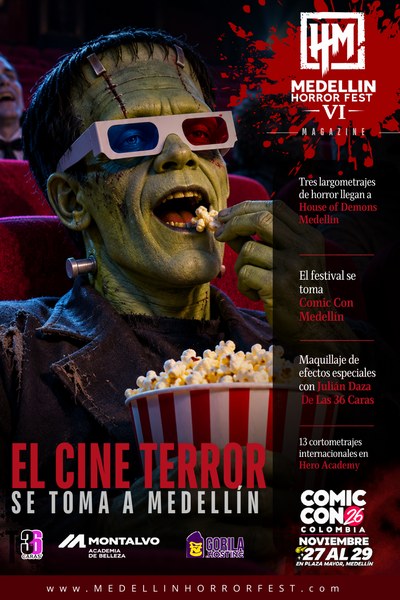 HM
MEDELLIN
HORROR FEST
VI
MAGAZINE
Tres largometrajes
de horror llegan a
House of Demons
Medellín
El festival se
toma
Comic Con
Medellín
Maquillaje de
efectos especiales
con Julián Daza
De Las 36 Caras
13 cortometrajes
internacionales en
Hero Academy
EL CINE TERROR
SE TOMA A MEDELLÍN
COMIC
CON 26
COLOMBIA
NOVIEMBRE
27 AL 29
EN PLAZA MAYOR, MEDELLÍN
36
CARAS
MONTALVO
ACADEMIA
DE BELLEZA
GOBILA
HOSTING
www.MEDELLINHORRORFEST.com